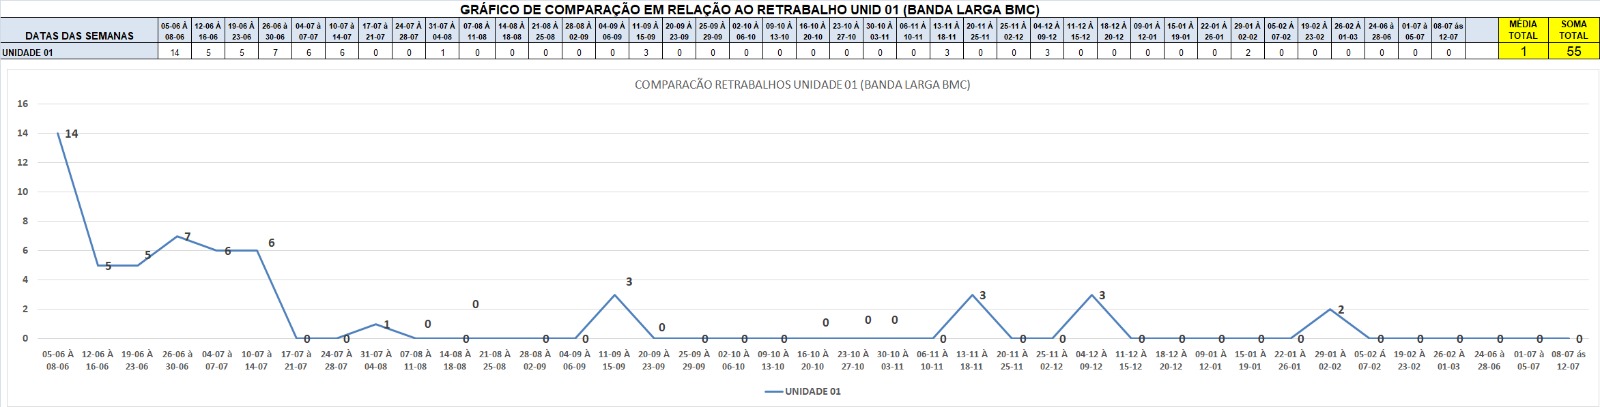 GRÁFICO DE COMPARAÇÃO EM RELAÇÃO AO RETRABALHO UNID 01 (BANDA LARGA BMC)
DATAS DAS SEMANAS 05-06 À 08-06 12-06 À 16-06 19-06 À 23-06 26-06 à 30-06 04-07 à 07-07 10-07 à 14-07 17-07 à 21-07 24-07 À 28-07 31-07 À 04-08 07-08 À 11-08 14-08 À 18-08 21-08 À 25-08 28-08 À 02-09 04-09 À 06-09 11-09 À 15-09 20-09 À 23-09 25-09 À 29-09 02-10 À 06-10 09-10 À 13-10 16-10 À 20-10 23-10 À 27-10 30-10 À 03-11 06-11 À 10-11 13-11 À 18-11 20-11 À 25-11 25-11 À 02-12 04-12 À 09-12 11-12 À 15-12 18-12 À 20-12 09-01 À 12-01 15-01 À 19-01 22-01 À 26-01 29-01 À 02-02 05-02 À 07-02 19-02 À 23-02 26-02 À 01-03 24-06 à 28-06 01-07 à 05-07 08-07 ás 12-07 MÉDIA TOTAL SOMA TOTAL
UNIDADE 01 14 5 5 7 6 6 0 0 1 0 0 0 0 0 3 0 0 0 0 0 0 0 0 3 0 0 3 0 0 0 0 0 2 0 0 0 0 0 0 1 55
COMPARACÃO RETRABALHOS UNIDADE 01 (BANDA LARGA BMC)
16
14
12
10
8
6
4
2
0
14 5 5 7 6 6 0 0 1 0 0 0 0 0 3 0 0 0 0 0 0 0 0 3 0 0 3 0 0 0 0 0 2 0 0 0 0 0 0
05-06 À 12-06 À 19-06 À 26-06 à 04-07 à 10-07 à 17-07 à 24-07 À 31-07 À 07-08 À 14-08 À 21-08 À 28-08 À 04-09 À 11-09 À 20-09 À 25-09 À 02-10 À 09-10 À 16-10 À 23-10 À 30-10 À 06-11 À 13-11 À 20-11 À 25-11 À 04-12 À 11-12 À 18-12 À 09-01 À 15-01 À 22-01 À 29-01 À 05-02 Á 19-02 À 26-02 À 24-06 à 01-07 à 08-07 ás
08-06 16-06 23-06 30-06 07-07 14-07 21-07 28-07 04-08 11-08 18-08 25-08 02-09 06-09 15-09 23-09 29-09 06-10 13-10 20-10 27-10 03-11 10-11 18-11 25-11 02-12 09-12 15-12 20-12 12-01 19-01 26-01 02-02 07-02 23-02 01-03 28-06 05-07 12-07
UNIDADE 01